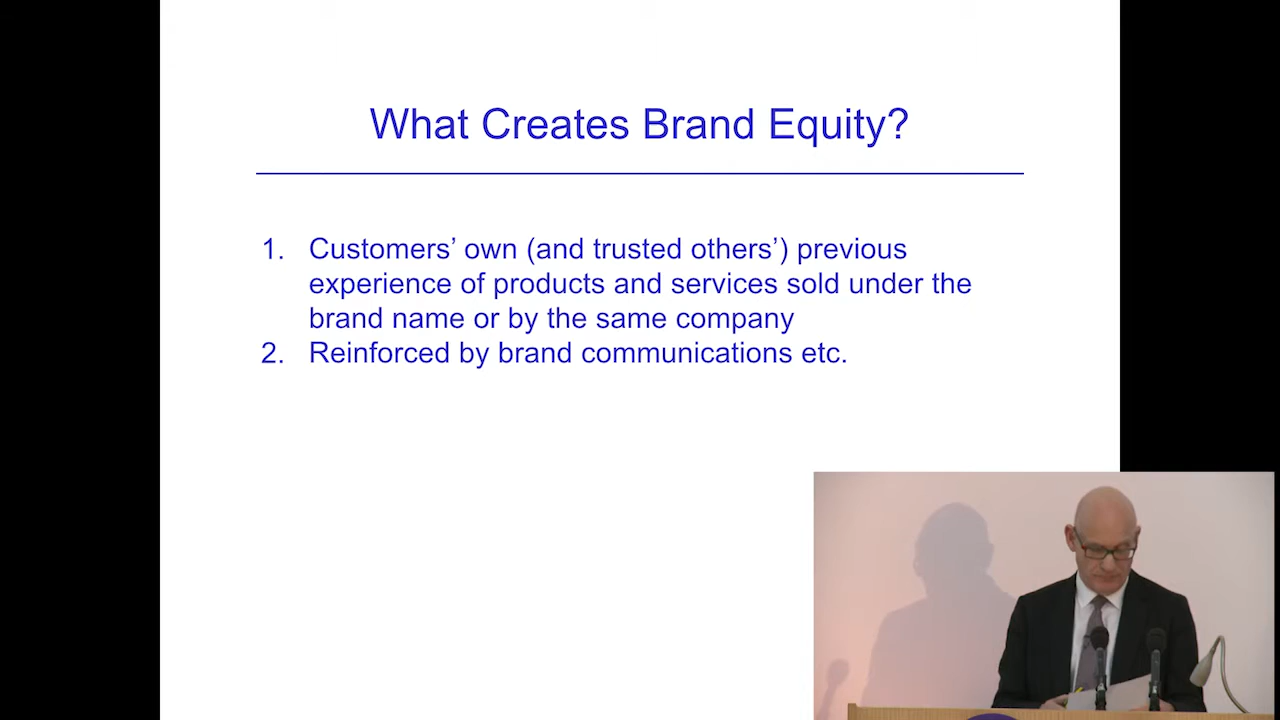 What Creates Brand Equity?
1. Customers’ own (and trusted others’) previous
experience of products and services sold under the
brand name or by the same company
2. Reinforced by brand communications etc.